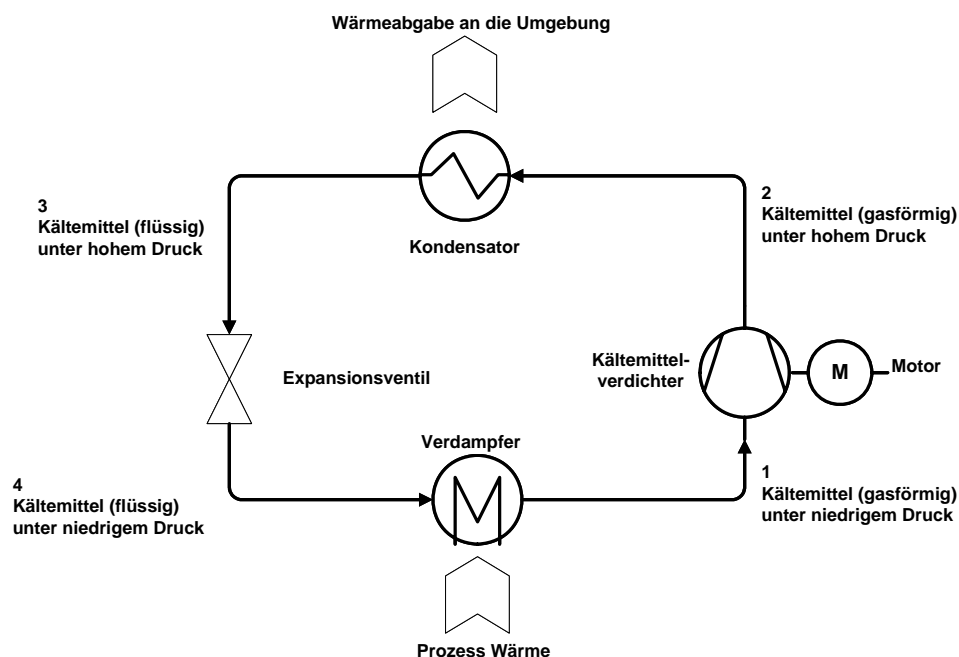 Wärmeabgabe an die Umgebung
3
Kältemittel (flüssig)
unter hohem Druck
Kondensator
2
Kältemittel (gasförmig)
unter hohem Druck
Expansionsventil
Kältemittel-
verdichter
M
Motor
Verdampfer
4
Kältemittel (flüssig)
unter niedrigem Druck
1
Kältemittel (gasförmig)
unter niedrigem Druck
Prozess Wärme